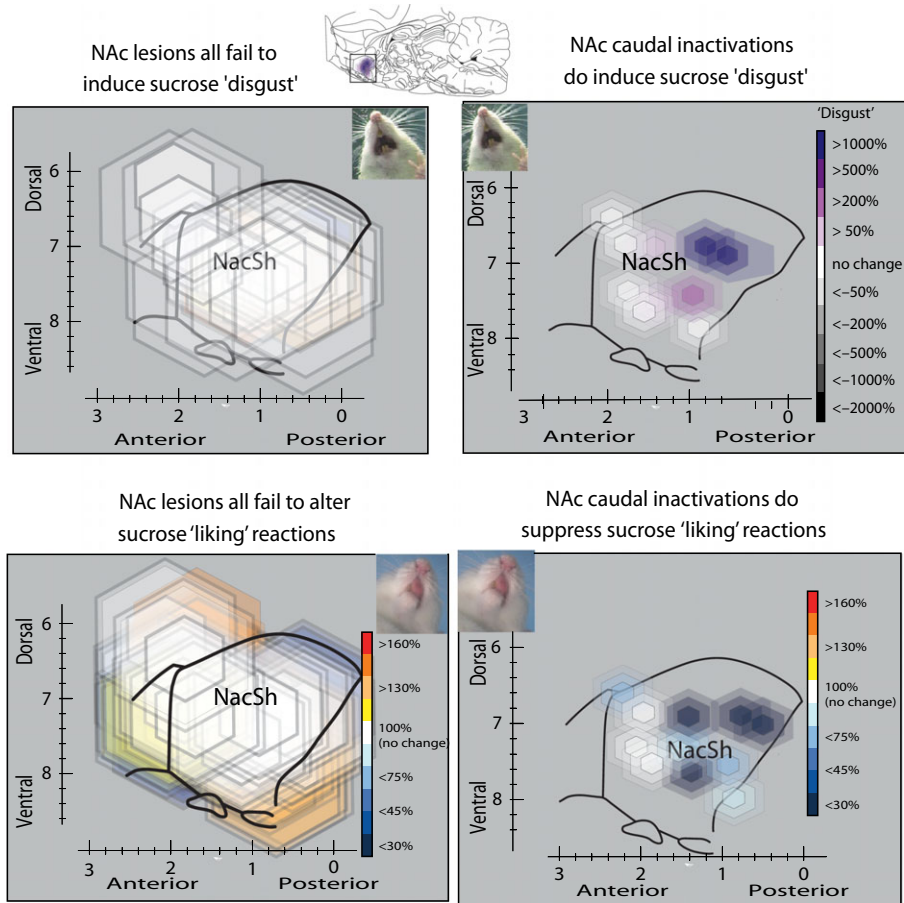 NAc lesions all fail to
induce sucrose 'disgust'
NAc caudal inactivations
do induce sucrose 'disgust'
Dorsal
Ventral
6
7
8
NacSh
3
2
1
0
Anterior
Posterior
Dorsal
Ventral
6
7
8
NacSh
3
2
1
0
Anterior
Posterior
'Disgust'
>1000%
>500%
>200%
> 50%
no change
<–50%
<–200%
<–500%
<–1000%
<–2000%
NAc lesions all fail to alter
sucrose ‘liking’ reactions
NAc caudal inactivations do
suppress sucrose ‘liking’ reactions
Dorsal
Ventral
6
7
8
NacSh
3
2
1
0
Anterior
Posterior
>160%
>130%
100%
(no change)
<75%
<45%
<30%
Dorsal
Ventral
6
7
8
NacSh
3
2
1
0
Anterior
Posterior
>160%
>130%
100%
(no change)
<75%
<45%
<30%